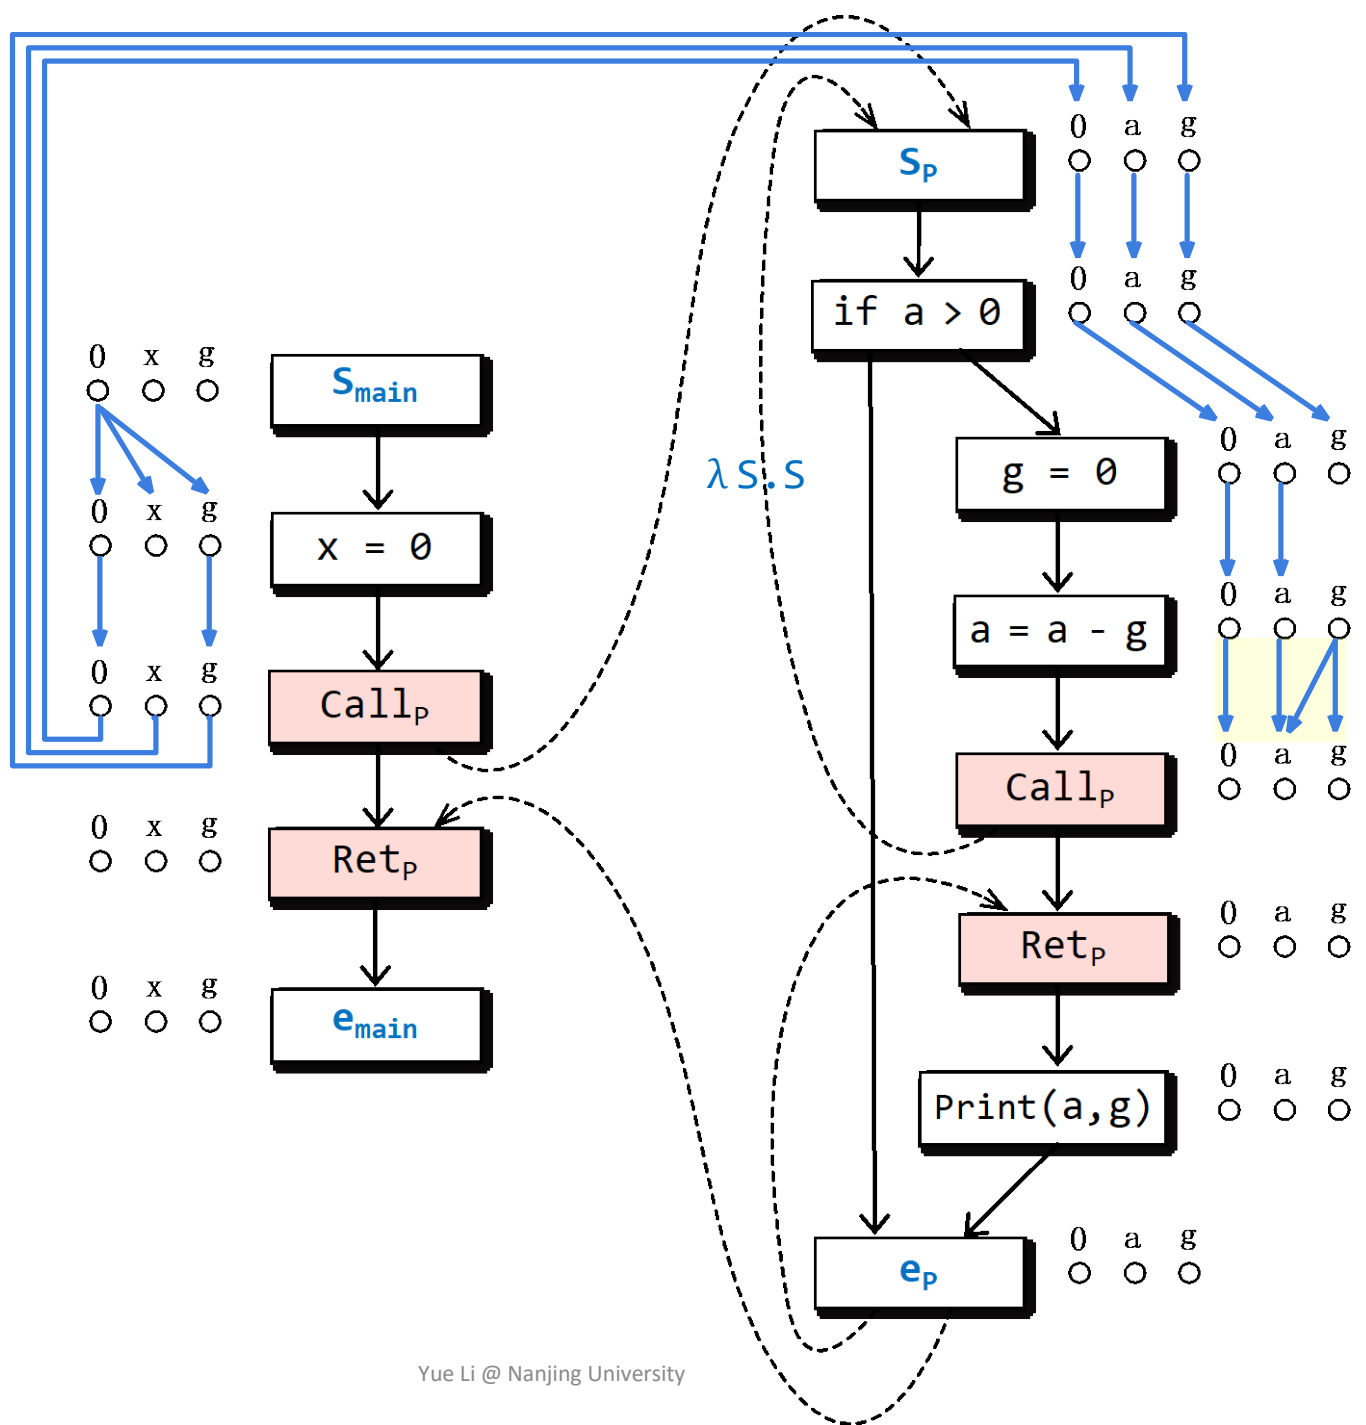 0 a g
S_P
0 a g
if a > 0
0 x g
S_main
0 a g
λ S.S
g = 0
0 x g
x = 0
0 a g
a = a - g
0 x g
Call_P
0 a g
Call_P
0 x g
Ret_P
0 a g
Ret_P
0 x g
e_main
0 a g
Print(a,g)
0 a g
e_P
Yue Li @ Nanjing University